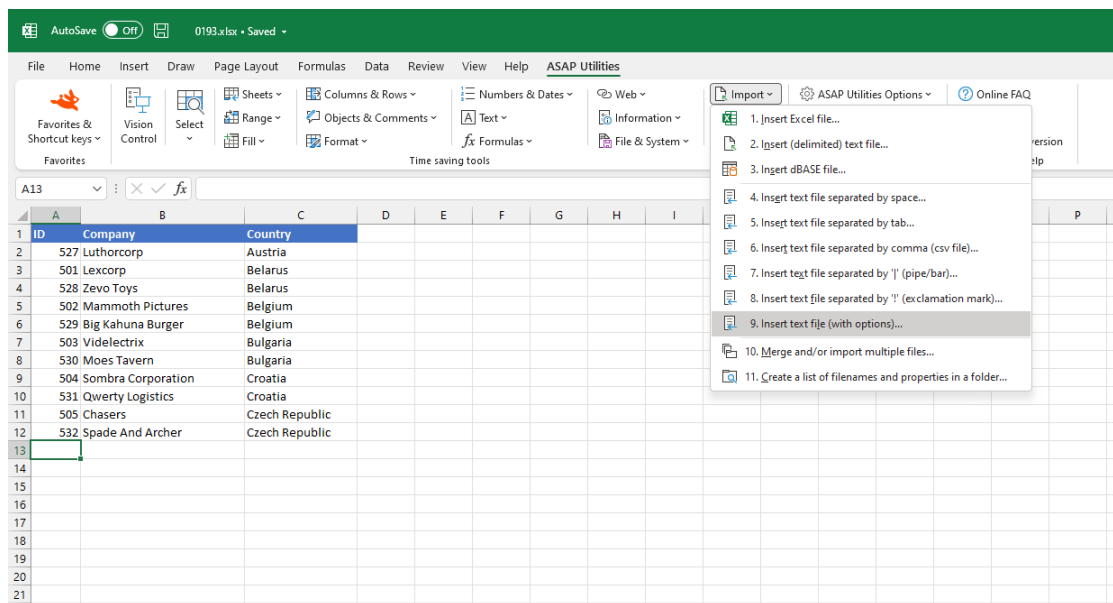 AutoSave Off 0193.xlsx • Saved
File Home Insert Draw Page Layout Formulas Data Review View Help ASAP Utilities
Favorites & Shortcut keys
Vision Control
Select
Sheets
Range
Fill
Columns & Rows
Objects & Comments
Format
Numbers & Dates
Text
Formulas
Web
Information
File & System
Import
ASAP Utilities Options
Online FAQ
Favorites
Time saving tools
1. Insert Excel file...
2. Insert (delimited) text file...
3. Insert dBASE file...
4. Insert text file separated by space...
5. Insert text file separated by tab...
6. Insert text file separated by comma (csv file)...
7. Insert text file separated by '|' (pipe/bar)...
8. Insert text file separated by '!' (exclamation mark)...
9. Insert text file (with options)...
10. Merge and/or import multiple files...
11. Create a list of filenames and properties in a folder...
A13 fx
A B C D E F G H I P
1 ID Company Country
2 527 Luthorcorp Austria
3 501 Lexcorp Belarus
4 528 Zevo Toys Belarus
5 502 Mammoth Pictures Belgium
6 529 Big Kahuna Burger Belgium
7 503 Videlectrix Bulgaria
8 530 Moes Tavern Bulgaria
9 504 Sombra Corporation Croatia
10 531 Qwerty Logistics Croatia
11 505 Chasers Czech Republic
12 532 Spade And Archer Czech Republic
13
14
15
16
17
18
19
20
21